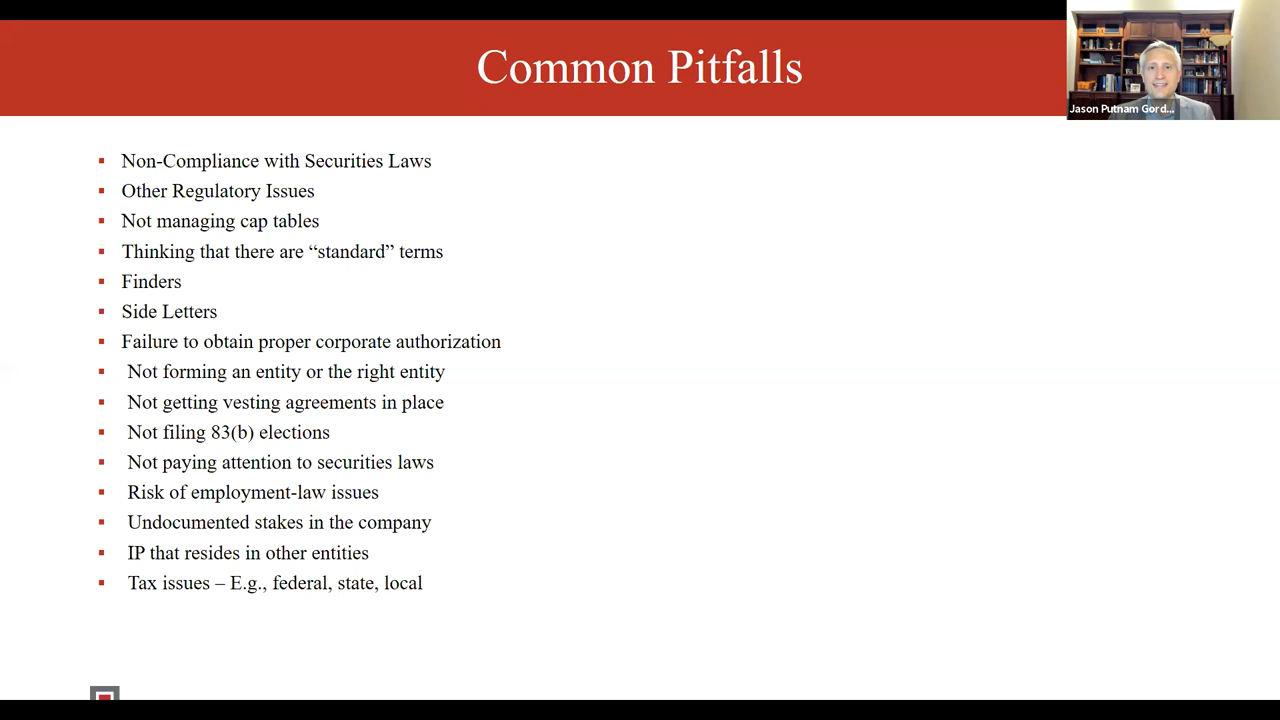 Common Pitfalls
Jason Putnam Gord...
Non-Compliance with Securities Laws
Other Regulatory Issues
Not managing cap tables
Thinking that there are “standard” terms
Finders
Side Letters
Failure to obtain proper corporate authorization
Not forming an entity or the right entity
Not getting vesting agreements in place
Not filing 83(b) elections
Not paying attention to securities laws
Risk of employment-law issues
Undocumented stakes in the company
IP that resides in other entities
Tax issues – E.g., federal, state, local